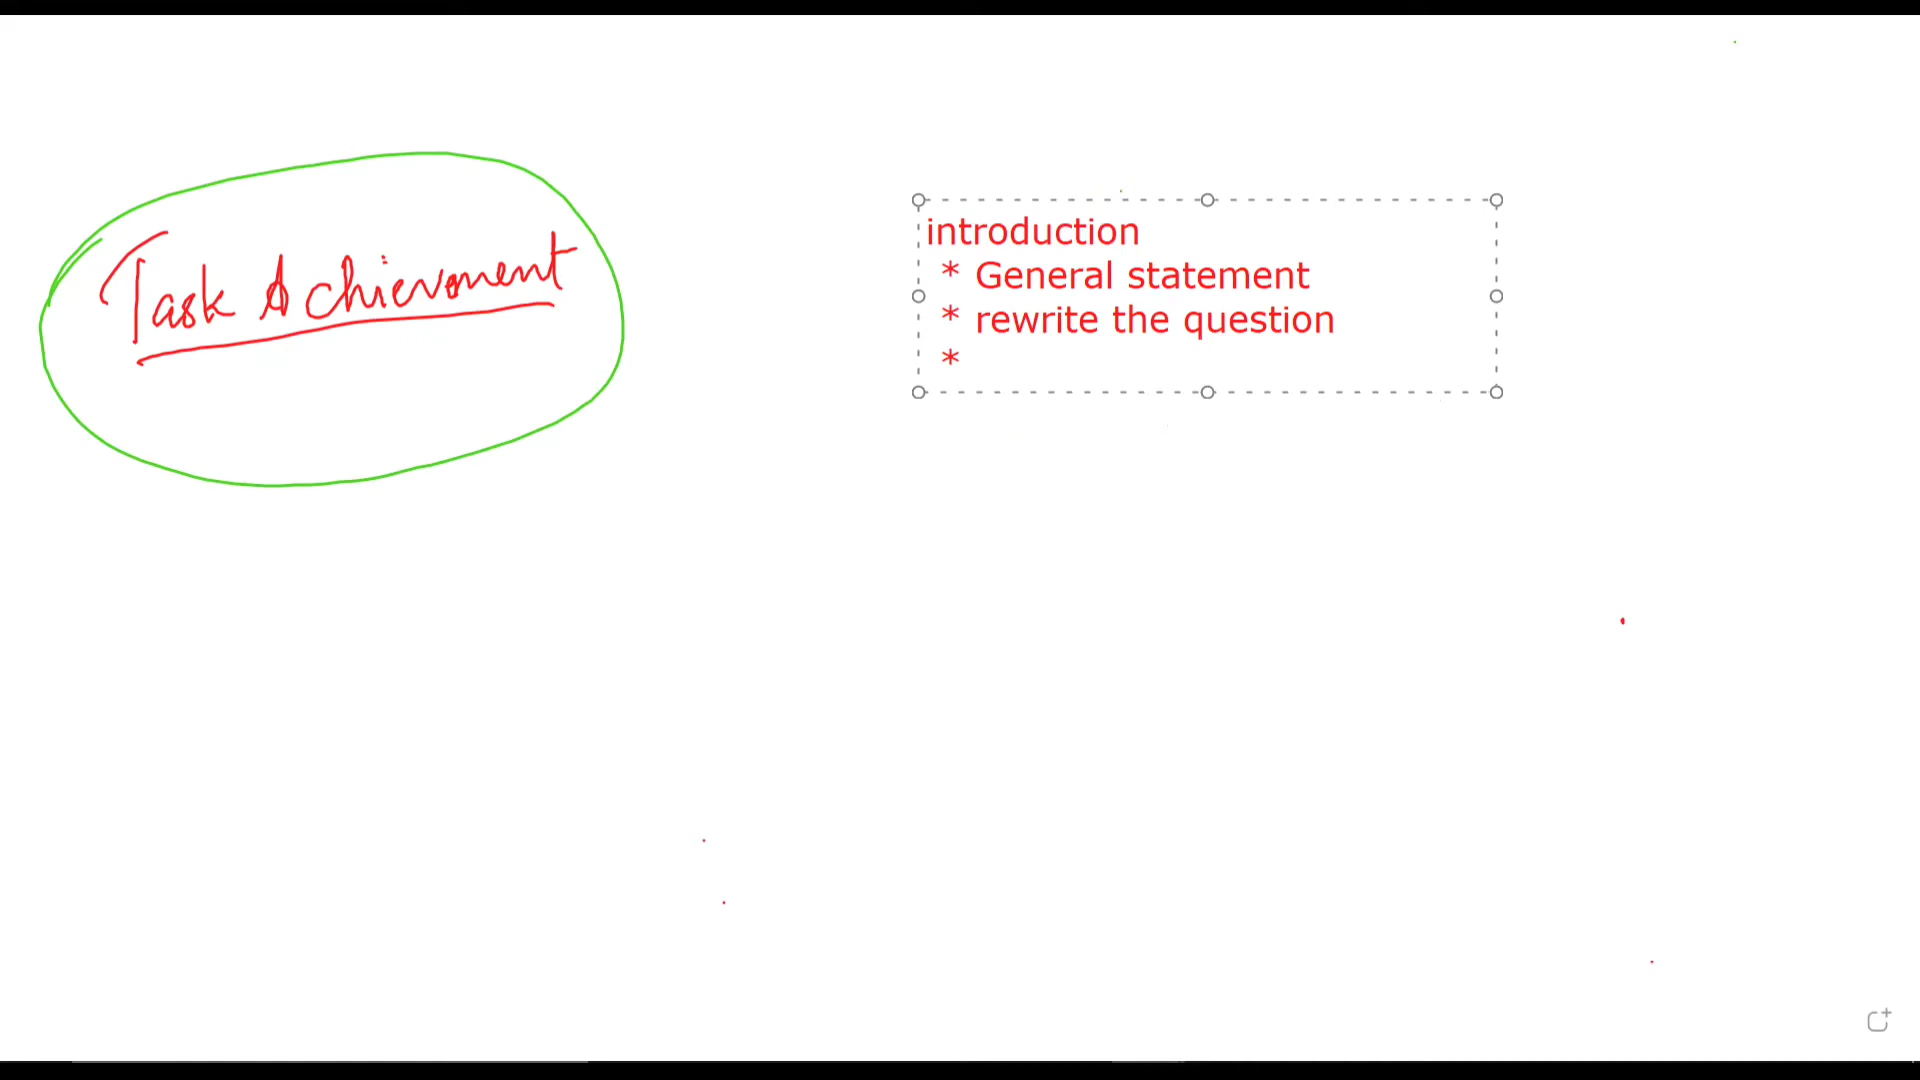 Task Achievement
introduction
* General statement
* rewrite the question
*